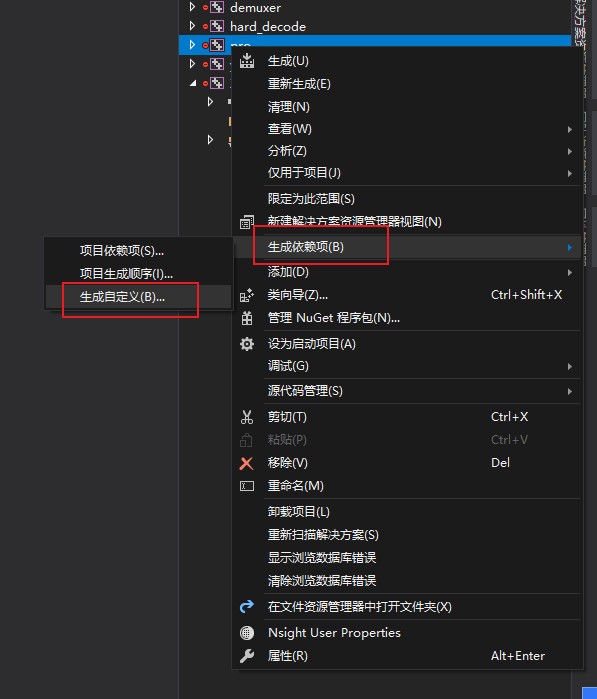 demuxer
hard_decode
pro
生成(U)
重新生成(E)
清理(N)
查看(W)
分析(Z)
仅用于项目(J)
限定为此范围(S)
新建解决方案资源管理器视图(N)
生成依赖项(B)
项目依赖项(S)...
项目生成顺序(I)...
生成自定义(B)...
添加(D)
类向导(Z)... Ctrl+Shift+X
管理 NuGet 程序包(N)...
设为启动项目(A)
调试(G)
源代码管理(S)
剪切(T) Ctrl+X
粘贴(P) Ctrl+V
移除(V) Del
重命名(M)
卸载项目(L)
重新扫描解决方案(S)
显示浏览数据库错误
清除浏览数据库错误
在文件资源管理器中打开文件夹(X)
Nsight User Properties
属性(R) Alt+Enter